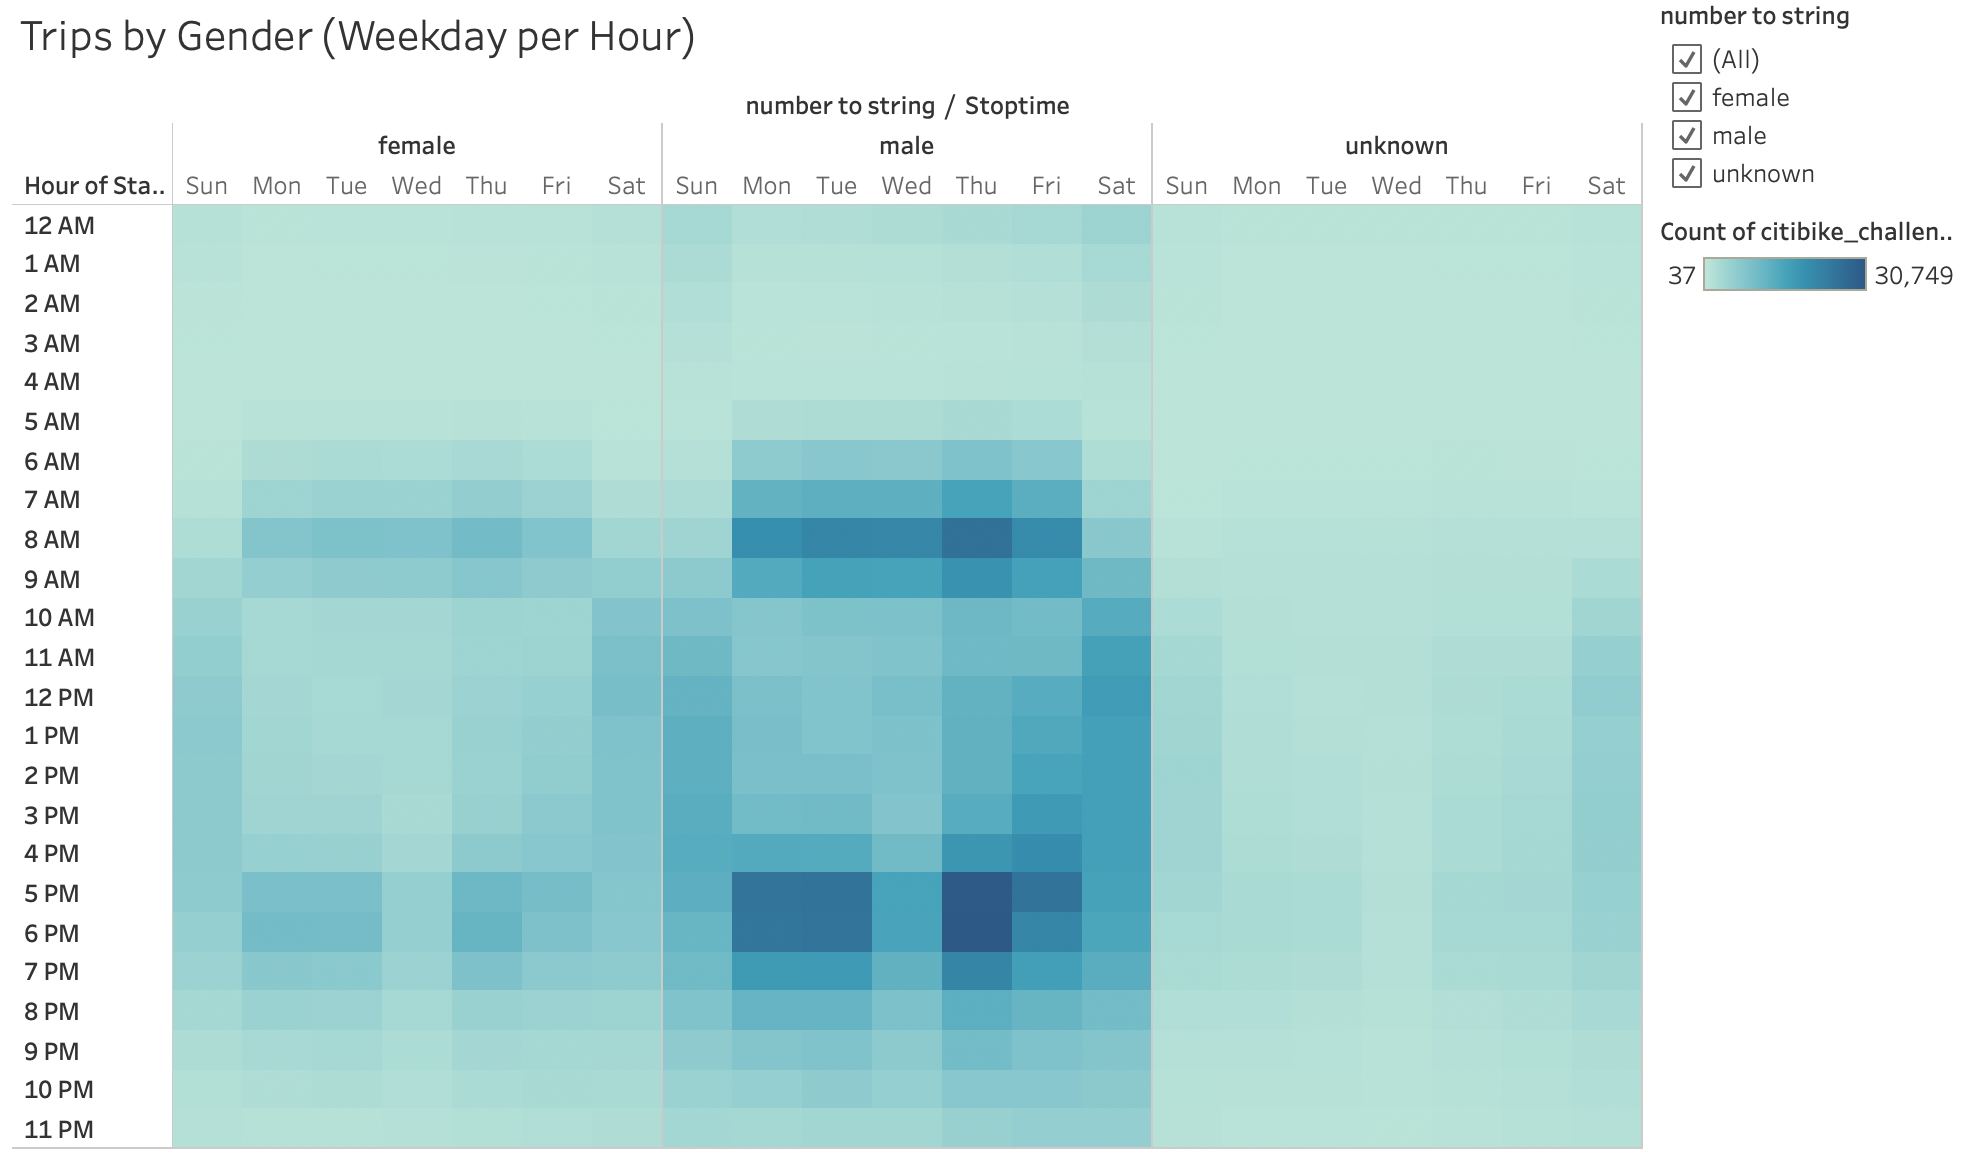 Trips by Gender (Weekday per Hour)
number to string / Stoptime
female male unknown
Hour of Sta.. Sun Mon Tue Wed Thu Fri Sat Sun Mon Tue Wed Thu Fri Sat Sun Mon Tue Wed Thu Fri Sat
12 AM
1 AM
2 AM
3 AM
4 AM
5 AM
6 AM
7 AM
8 AM
9 AM
10 AM
11 AM
12 PM
1 PM
2 PM
3 PM
4 PM
5 PM
6 PM
7 PM
8 PM
9 PM
10 PM
11 PM
number to string
(All)
female
male
unknown
Count of citibike_challen..
37 30,749